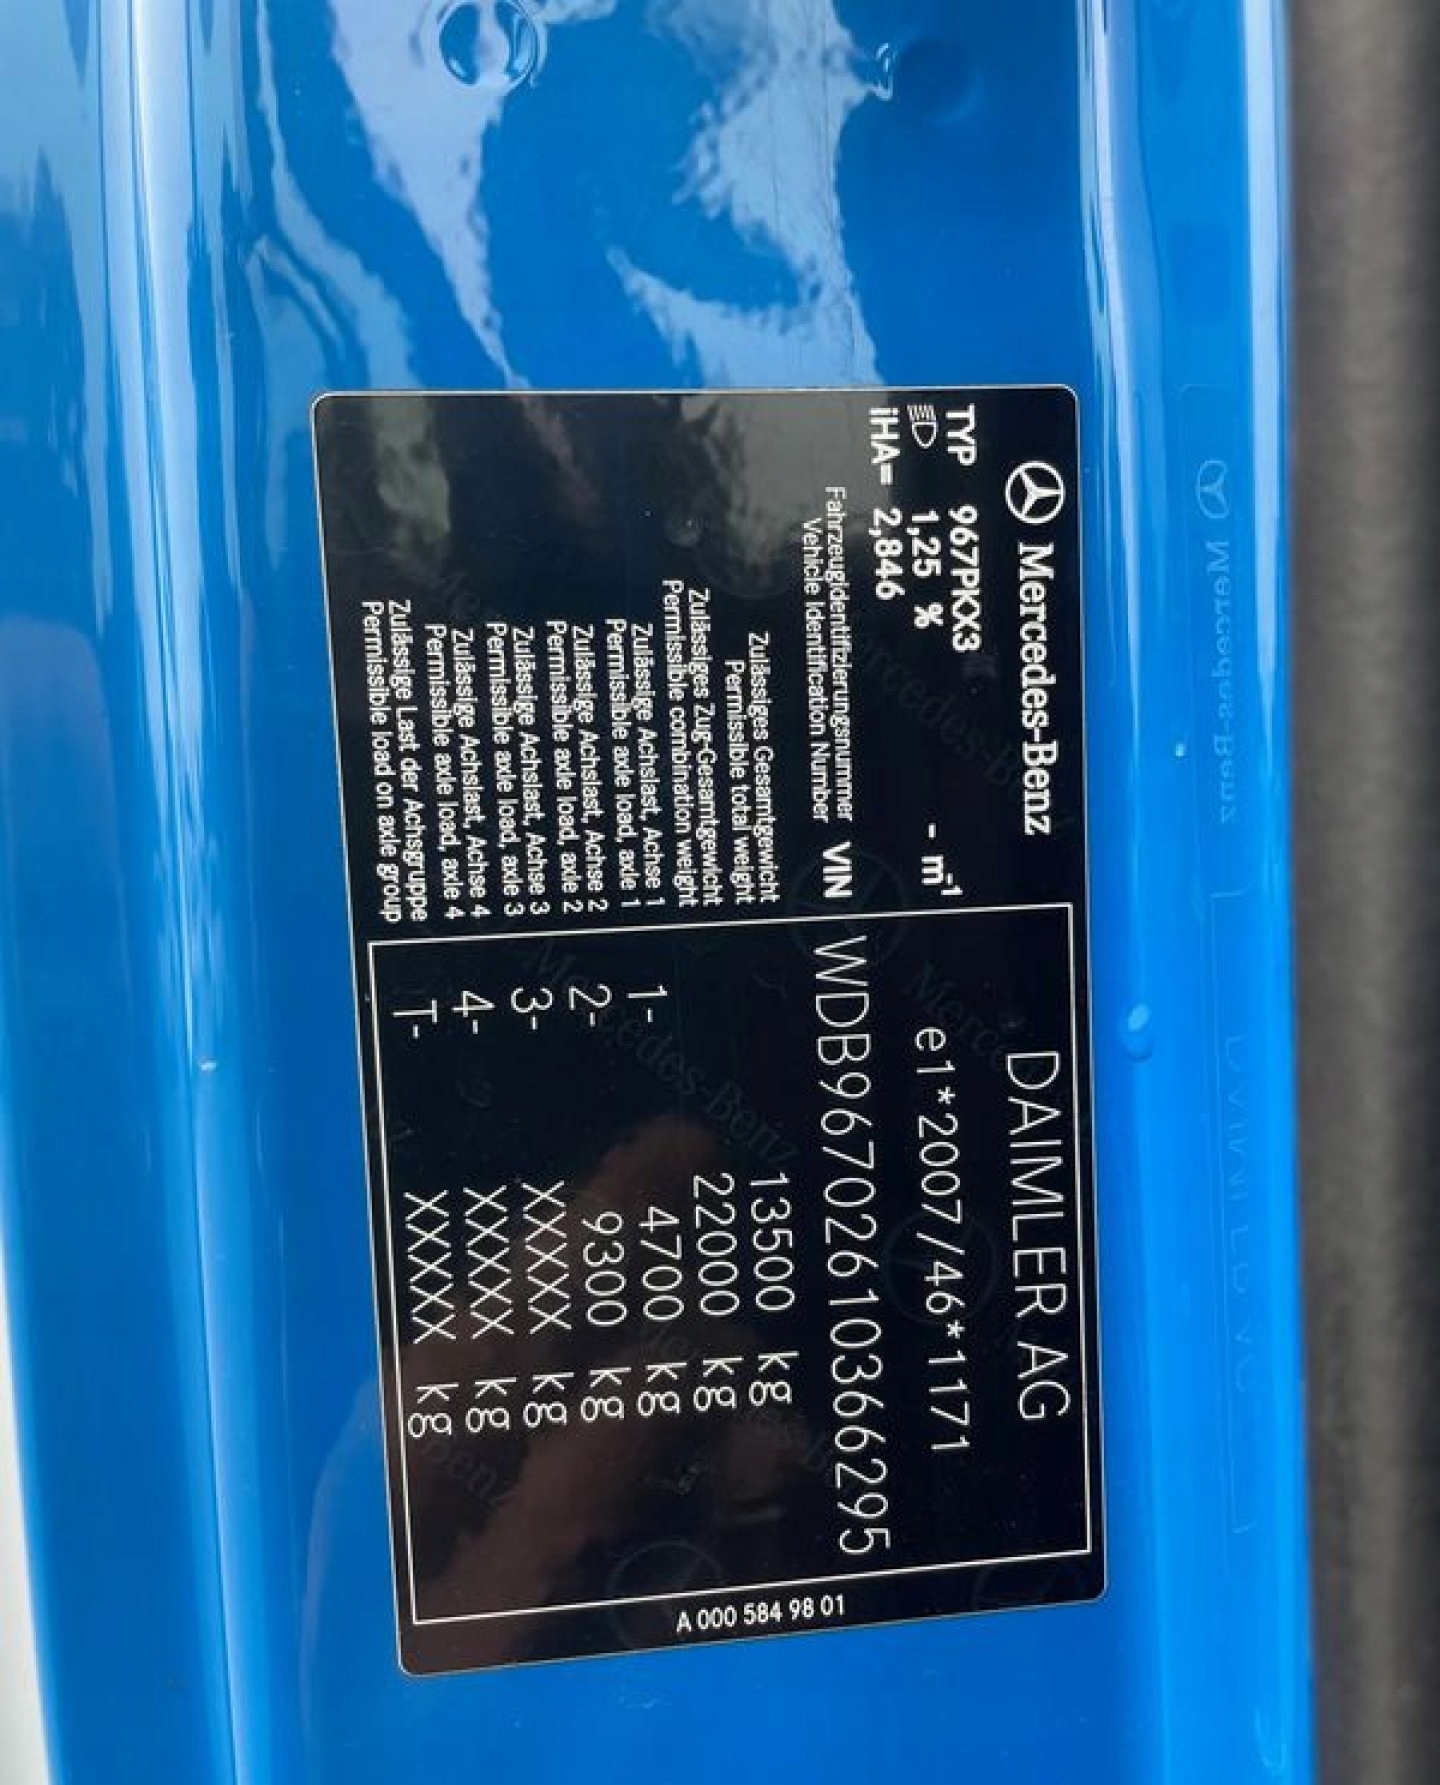 Mercedes-Benz
DAIMLER AG
TYP 967PKXX3
1,25 % - m-1
e1*2007/46*1171
iHA= 2,846
Fahrzeugidentifizierungsnummer
Vehicle Identification Number
VIN WDB9670261O366295
Zulässiges Gesamtgewicht
Permissible total weight
13500 kg
Zulässiges Zug-Gesamtgewicht
Permissible combination weight
22000 kg
Zulässige Achslast, Achse 1
Permissible axle load, axle 1
1- 4700 kg
Zulässige Achslast, Achse 2
Permissible axle load, axle 2
2- 9300 kg
Zulässige Achslast, Achse 3
Permissible axle load, axle 3
3- XXXXX kg
Zulässige Achslast, Achse 4
Permissible axle load, axle 4
4- XXXXX kg
Zulässige Last der Achsgruppe
Permissible load on axle group
T- XXXXX kg
A 000 584 98 01